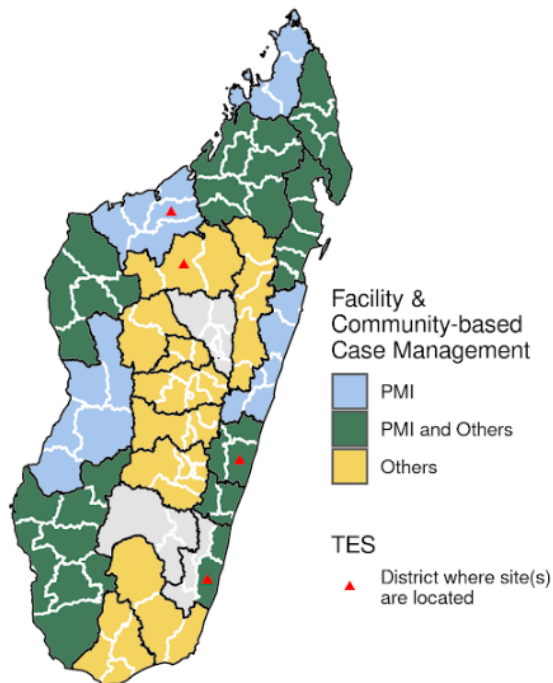 Facility &
Community-based
Case Management
PMI
PMI and Others
Others
TES
District where site(s)
are located